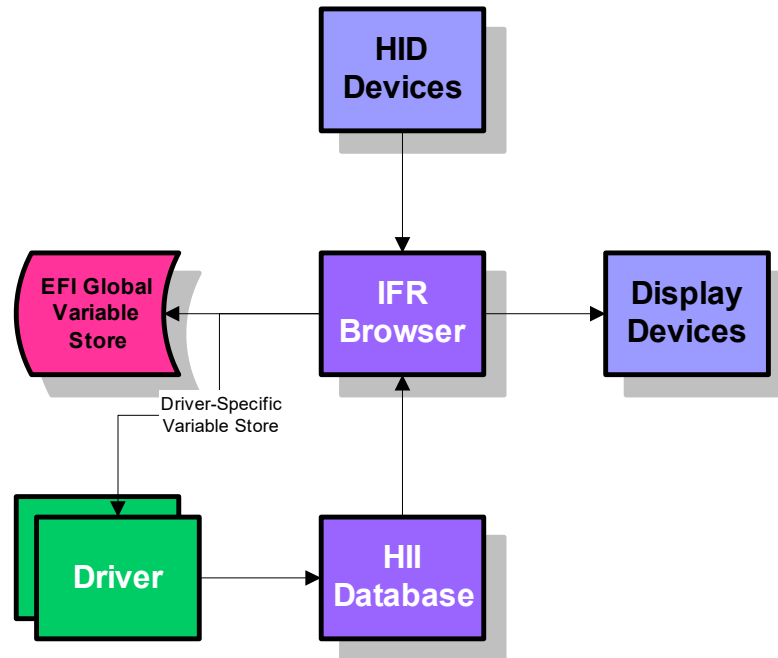 HID
Devices
EFI Global
Variable
Store
IFR
Browser
Display
Devices
Driver-Specific
Variable Store
Driver
HII
Database